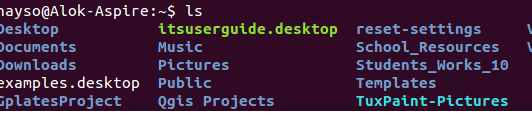 nayso@Alok-Aspire:~$ ls
Desktop itsuserguide.desktop reset-settings V
Documents Music School_Resources V
Downloads Pictures Students_Works_10
examples.desktop Public Templates
GplatesProject Qgis Projects TuxPaint-Pictures